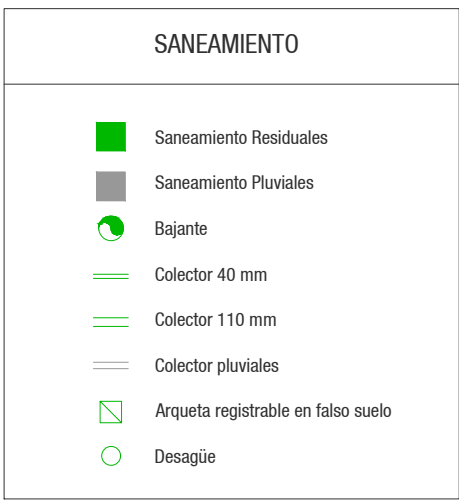 SANEAMIENTO
Saneamiento Residuales
Saneamiento Pluviales
Bajante
Colector 40 mm
Colector 110 mm
Colector pluviales
Arqueta registrable en falso suelo
Desagüe